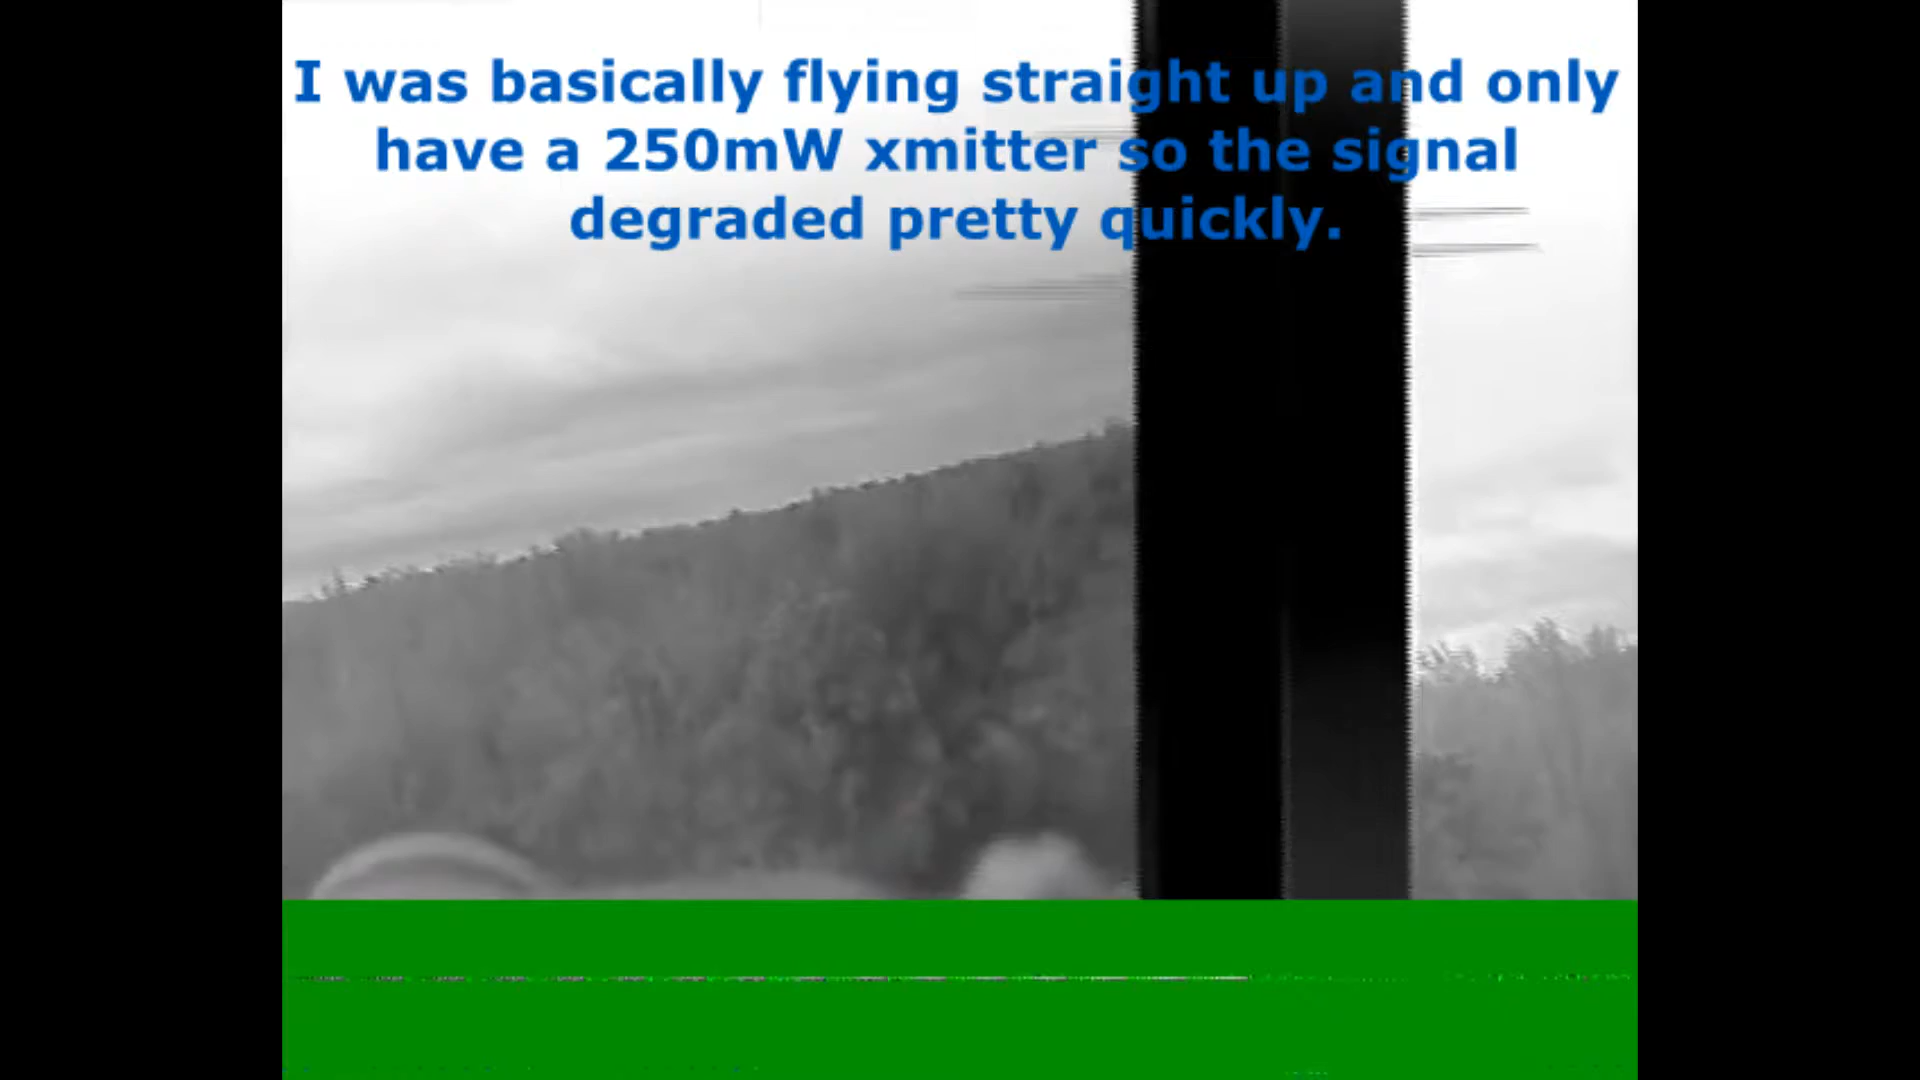 I was basically flying straight up and only
have a 250mW xmitter so the signal
degraded pretty quickly.